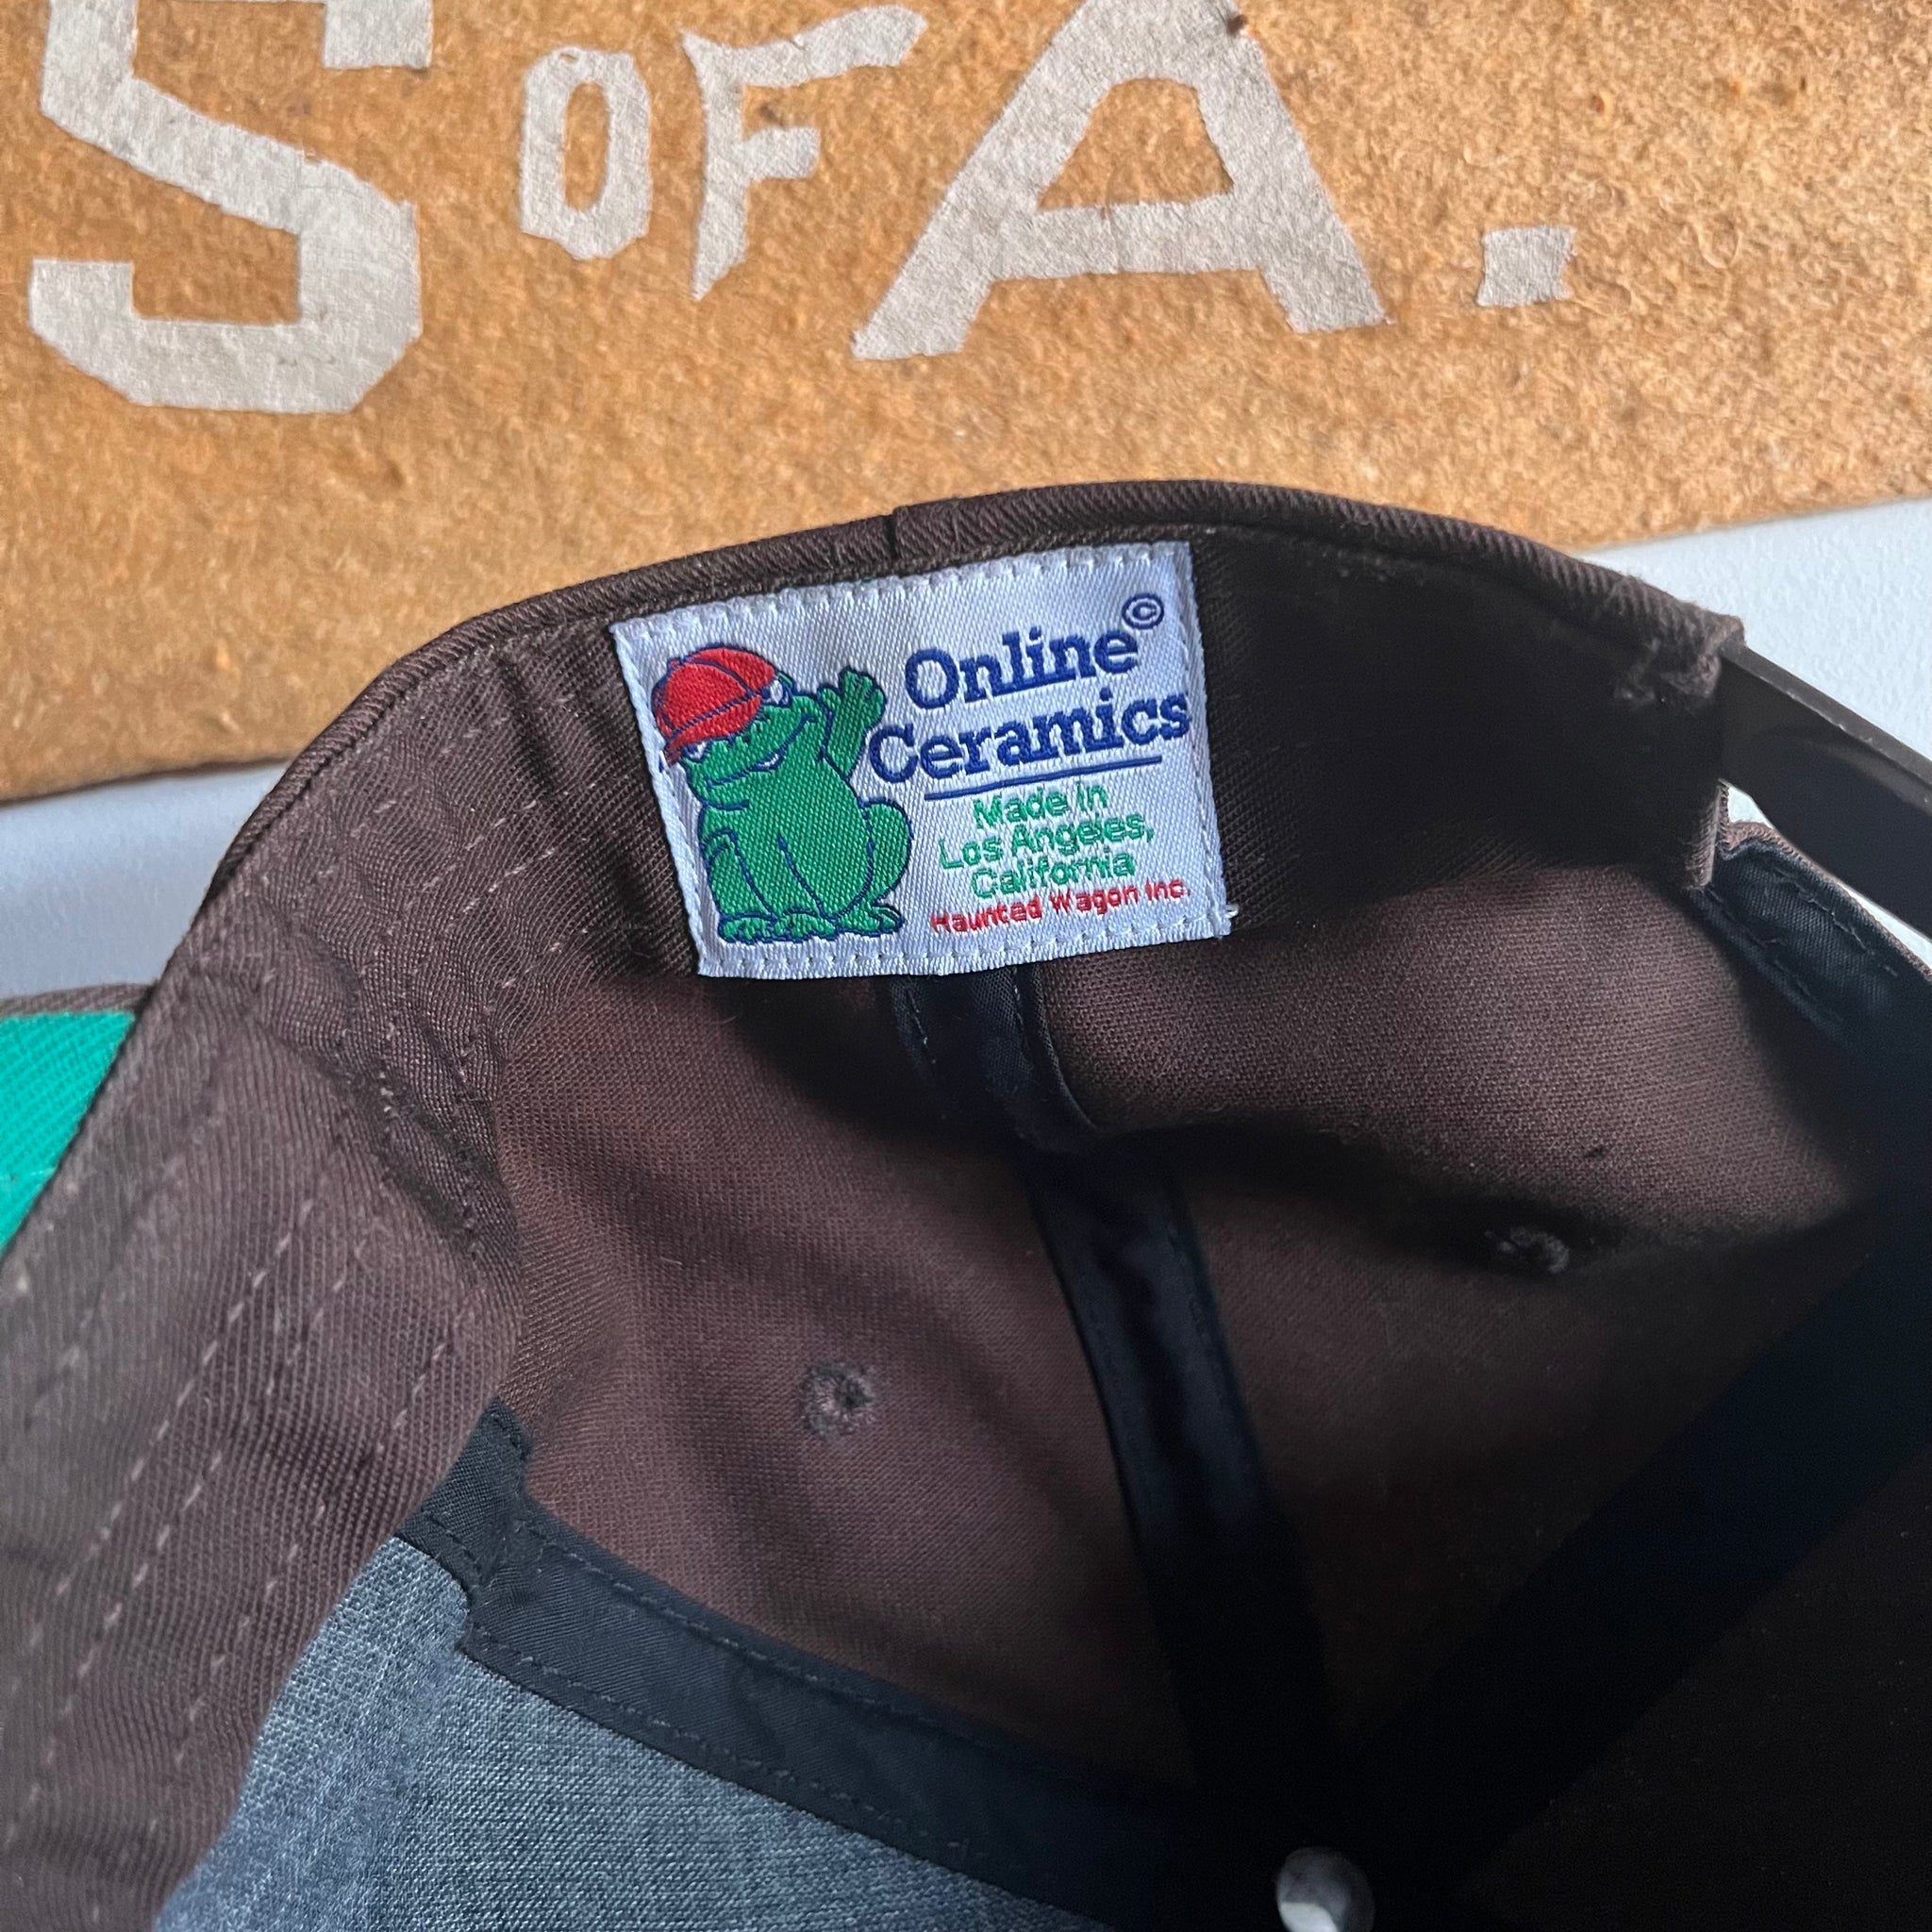 S OF A.
Online©
Ceramics
Made in
Los Angeles,
California
Haunted Wagon Inc.